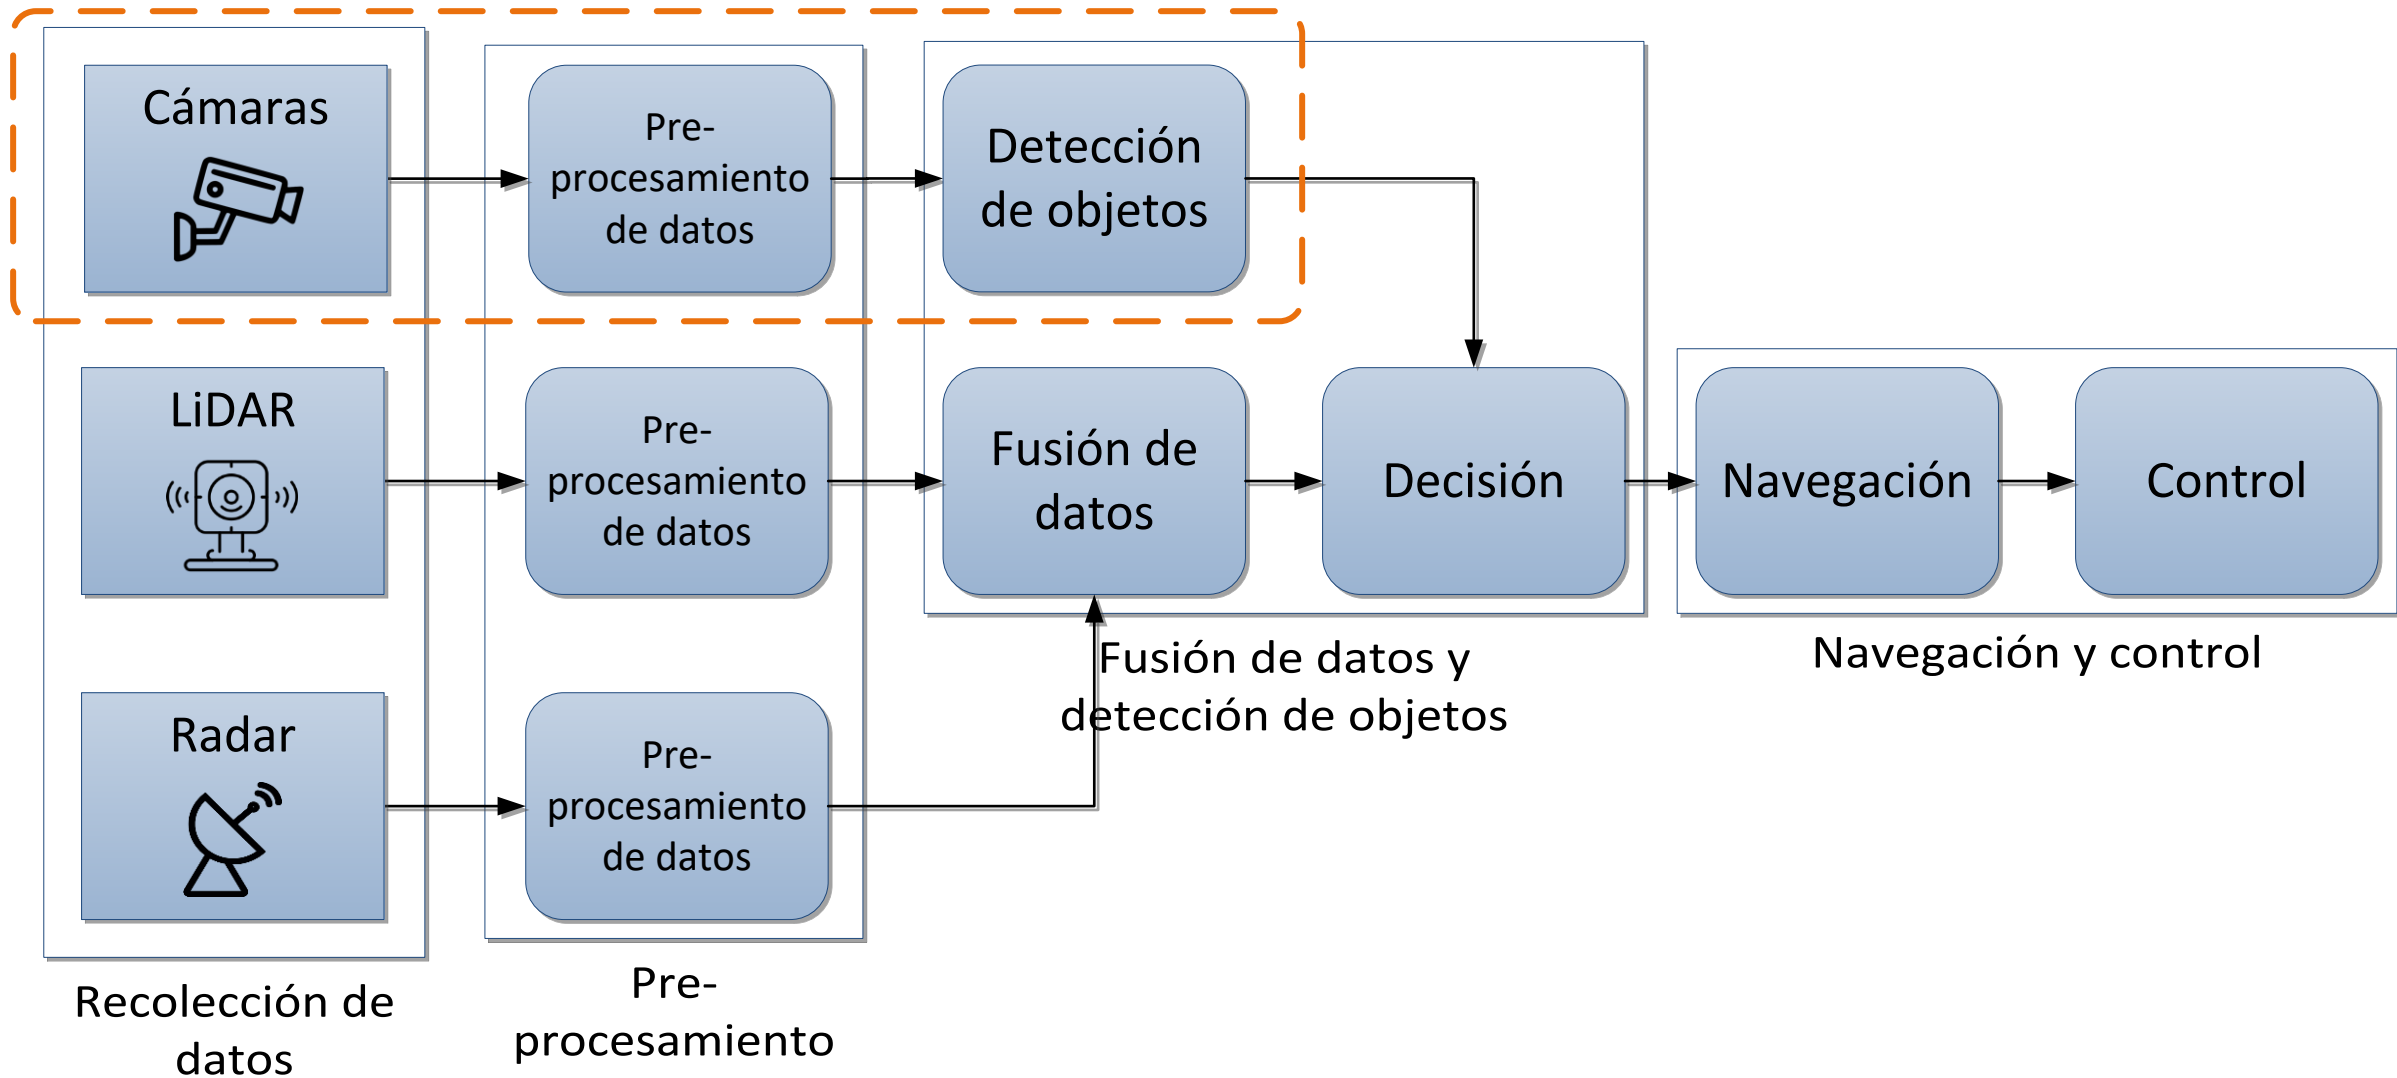 Cámaras
Pre-
procesamiento
de datos
Detección
de objetos
LiDAR
Pre-
procesamiento
de datos
Fusión de
datos
Decisión
Navegación
Control
Fusión de datos y
detección de objetos
Navegación y control
Radar
Pre-
procesamiento
de datos
Recolección de
datos
Pre-
procesamiento